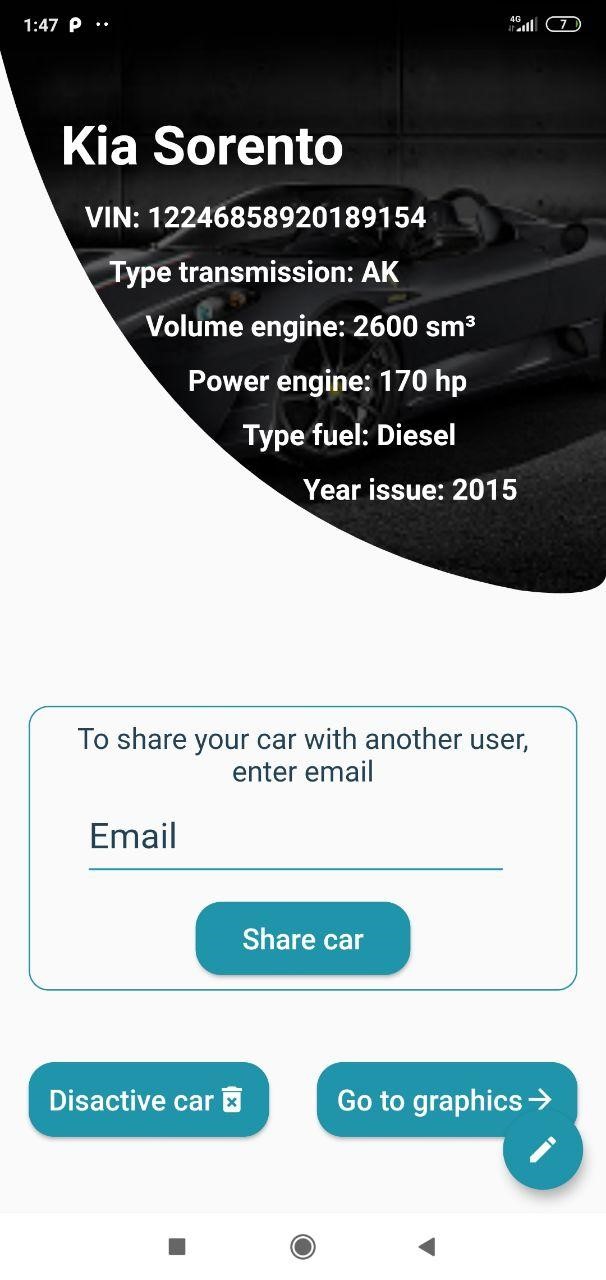 1:47
4G
7
Kia Sorento
VIN: 12246858920189154
Type transmission: AK
Volume engine: 2600 sm³
Power engine: 170 hp
Type fuel: Diesel
Year issue: 2015
To share your car with another user,
enter email
Email
Share car
Disactive car
Go to graphics